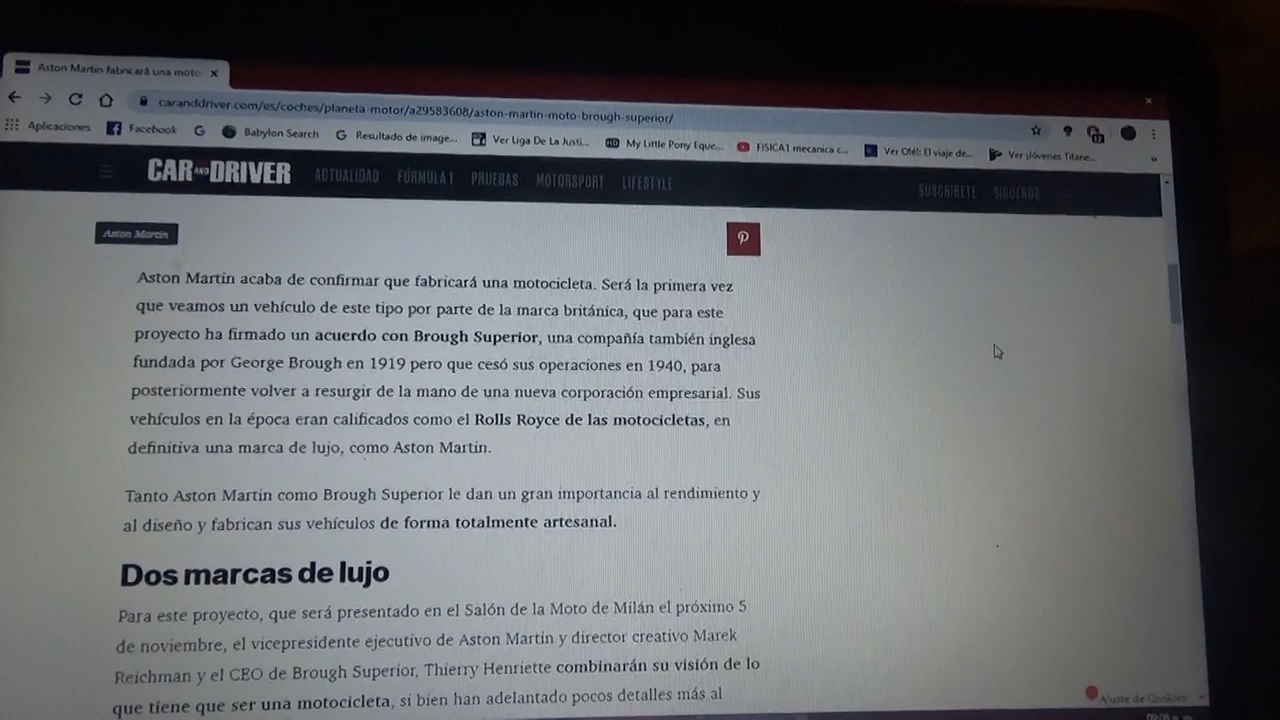 Aston Martin fabricará una moto
caranddriver.com/es/coches/planeta-motor/a29583608/aston-martin-moto-brough-superior/
Aplicaciones Facebook Babylon Search Resultado de image... Ver Liga De La Justi... My Little Pony Eque... FISICA1 mecanica c... Ver Ofé!: El viaje de... Ver ¡Jóvenes Titane...
CAR AND DRIVER ACTUALIDAD FÓRMULA 1 PRUEBAS MOTORSPORT LIFESTYLE SUSCRÍBETE SÍGUENOS
Aston Martin
Aston Martin acaba de confirmar que fabricará una motocicleta. Será la primera vez
que veamos un vehículo de este tipo por parte de la marca británica, que para este
proyecto ha firmado un acuerdo con Brough Superior, una compañía también inglesa
fundada por George Brough en 1919 pero que cesó sus operaciones en 1940, para
posteriormente volver a resurgir de la mano de una nueva corporación empresarial. Sus
vehículos en la época eran calificados como el Rolls Royce de las motocicletas, en
definitiva una marca de lujo, como Aston Martin.
Tanto Aston Martin como Brough Superior le dan un gran importancia al rendimiento y
al diseño y fabrican sus vehículos de forma totalmente artesanal.
Dos marcas de lujo
Para este proyecto, que será presentado en el Salón de la Moto de Milán el próximo 5
de noviembre, el vicepresidente ejecutivo de Aston Martin y director creativo Marek
Reichman y el CEO de Brough Superior, Thierry Henriette combinarán su visión de lo
que tiene que ser una motocicleta, si bien han adelantado pocos detalles más al
Ajuste de Cookies